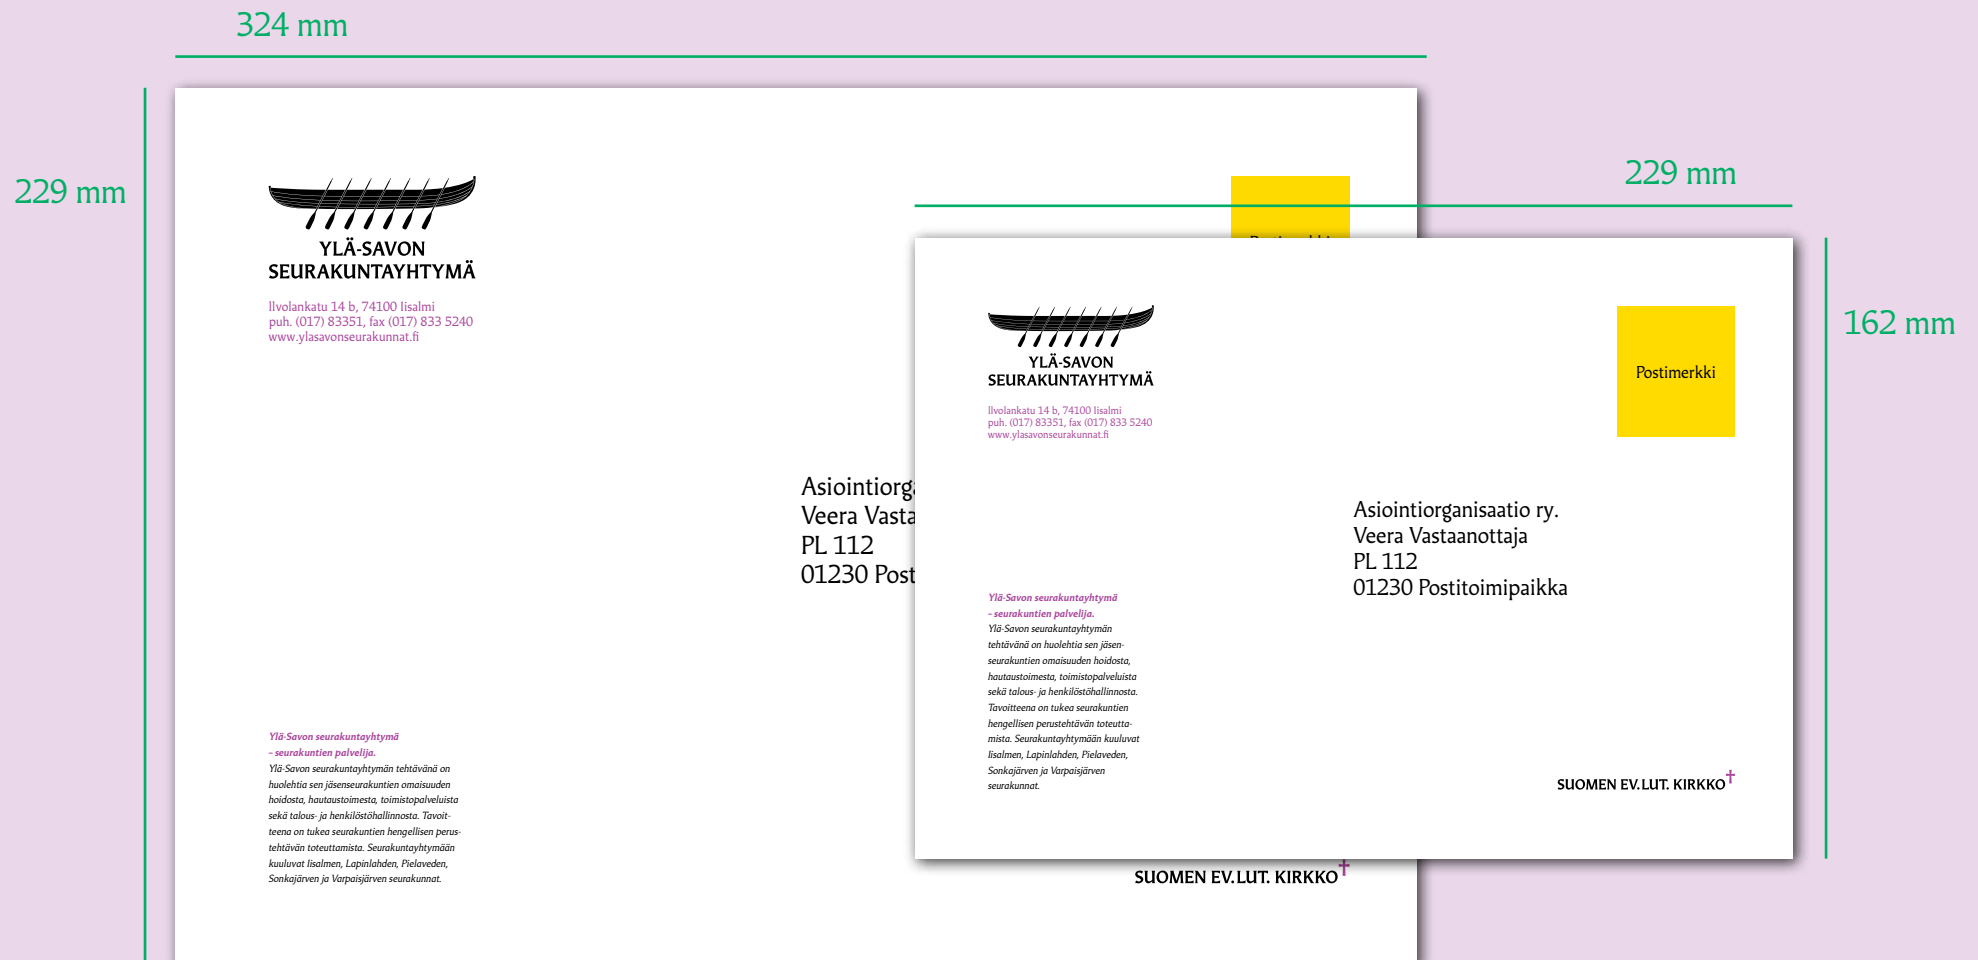 324 mm
229 mm
YLÄ-SAVON
SEURAKUNTAYHTYMÄ
Ilvolankatu 14 b, 74100 Iisalmi
puh. (017) 83351, fax (017) 833 5240
www.ylasavonseurakunnat.fi
Veera
PL 112
01230
Ylä-Savon seurakuntayhtymä
– seurakuntien palvelija.
Ylä-Savon seurakuntayhtymän tehtävänä on
huolehtia sen jäsenseurakuntien omaisuuden
hoidosta, hautaustoimesta, toimistopalveluista
sekä talous- ja henkilöstöhallinnosta. Tavoit-
teena on tukea seurakuntien hengellisen perus-
tehtävän toteuttamista. Seurakuntayhtymään
kuuluvat Iisalmen, Lapinlahden, Pielaveden,
Sonkajärven ja Varpaisjärven seurakunnat.
SUOMEN EV.LUT. KIRKKO
229 mm
162 mm
YLÄ-SAVON
SEURAKUNTAYHTYMÄ
Ilvolankatu 14 b, 74100 Iisalmi
puh. (017) 83351, fax (017) 833 5240
www.ylasavonseurakunnat.fi
Postimerkki
Asiointiorganisaatio ry.
Veera Vastaanottaja
PL 112
01230 Postitoimipaikka
Ylä-Savon seurakuntayhtymä
– seurakuntien palvelija.
Ylä-Savon seurakuntayhtymän
tehtävänä on huolehtia sen jäsen-
seurakuntien omaisuuden hoidosta,
hautaustoimesta, toimistopalveluista
sekä talous- ja henkilöstöhallinnosta.
Tavoitteena on tukea seurakuntien
hengellisen perustehtävän toteutta-
mista. Seurakuntayhtymään kuuluvat
Iisalmen, Lapinlahden, Pielaveden,
Sonkajärven ja Varpaisjärven
seurakunnat.
SUOMEN EV.LUT. KIRKKO